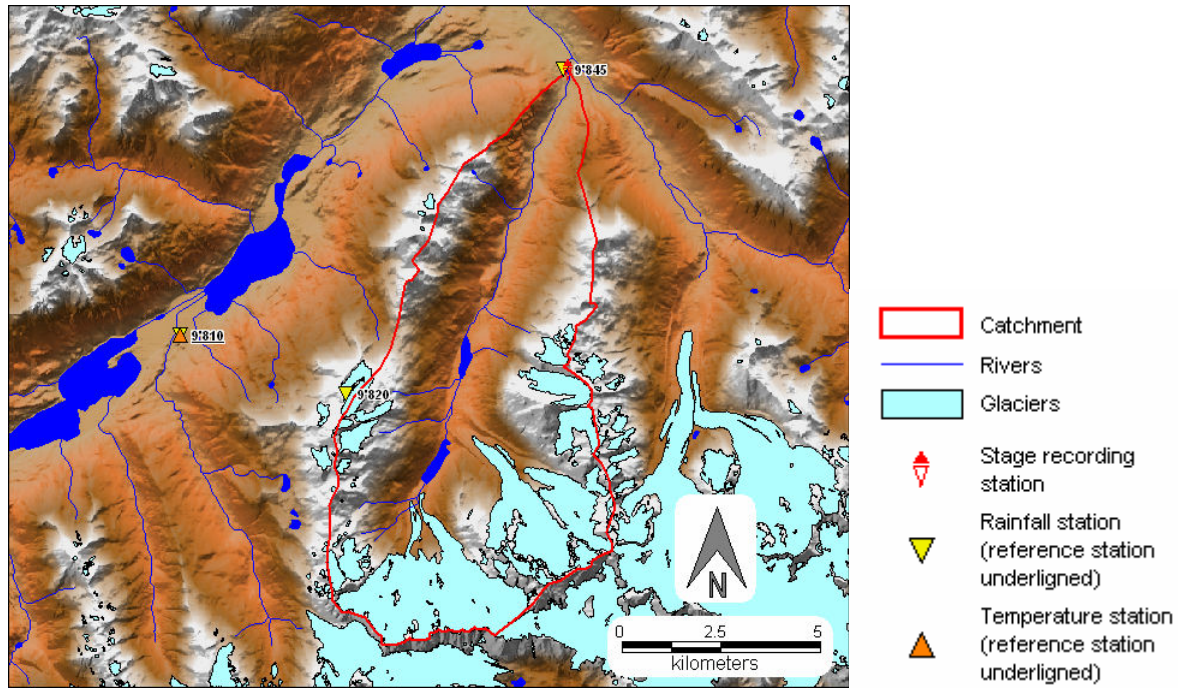 9'845
9'810
9'820
N
0 2.5 5
kilometers
Catchment
Rivers
Glaciers
Stage recording
station
Rainfall station
(reference station
underligned)
Temperature station
(reference station
underligned)